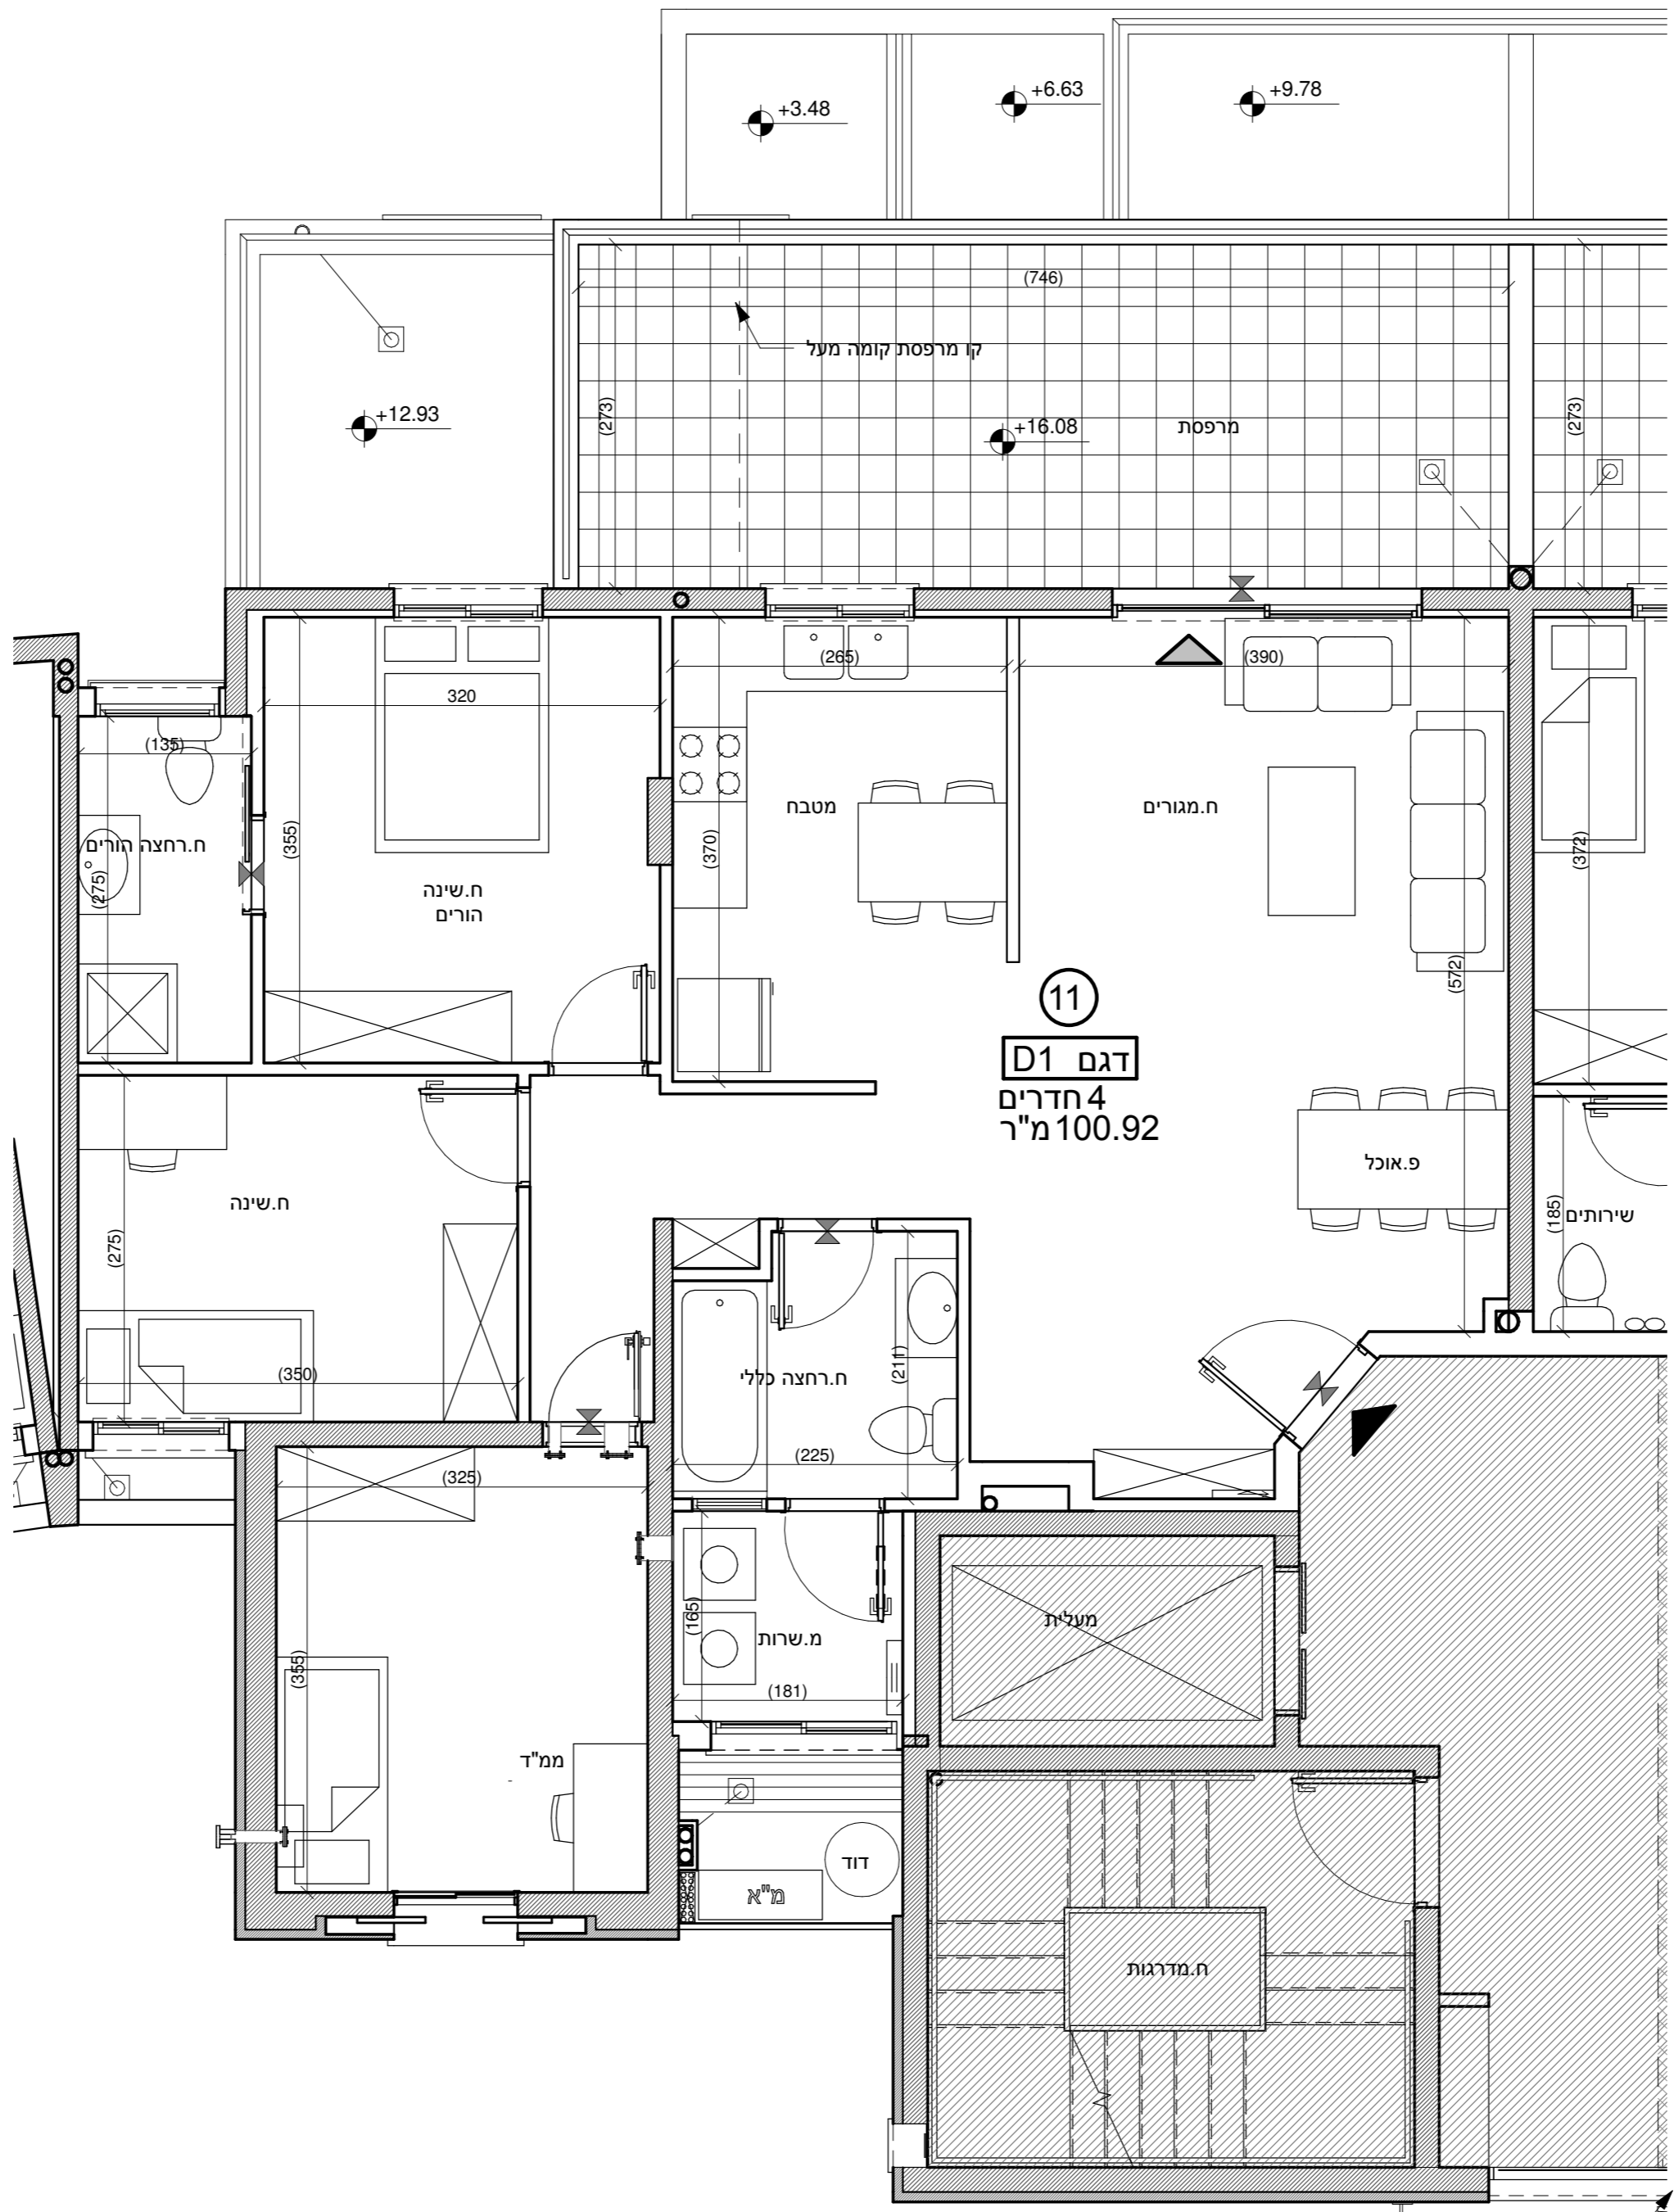 +3.48
+6.63
+9.78
(746)
קו מרפסת קומה מעל
(273)
+12.93
+16.08
מרפסת
(273)
320
(265)
(390)
(135)
(355)
(370)
מטבח
ח.מגורים
ח.רחצה הורים
(275)
(372)
ח.שינה
הורים
(572)
11
דגם D1
4 חדרים
100.92 מ"ר
פ.אוכל
ח.שינה
(275)
(185)
שירותים
(350)
(211)
ח.רחצה כללי
(225)
(325)
(165)
מ.שרות
מעלית
(355)
(181)
ממ"ד
דוד
מ"א
ח.מדרגות